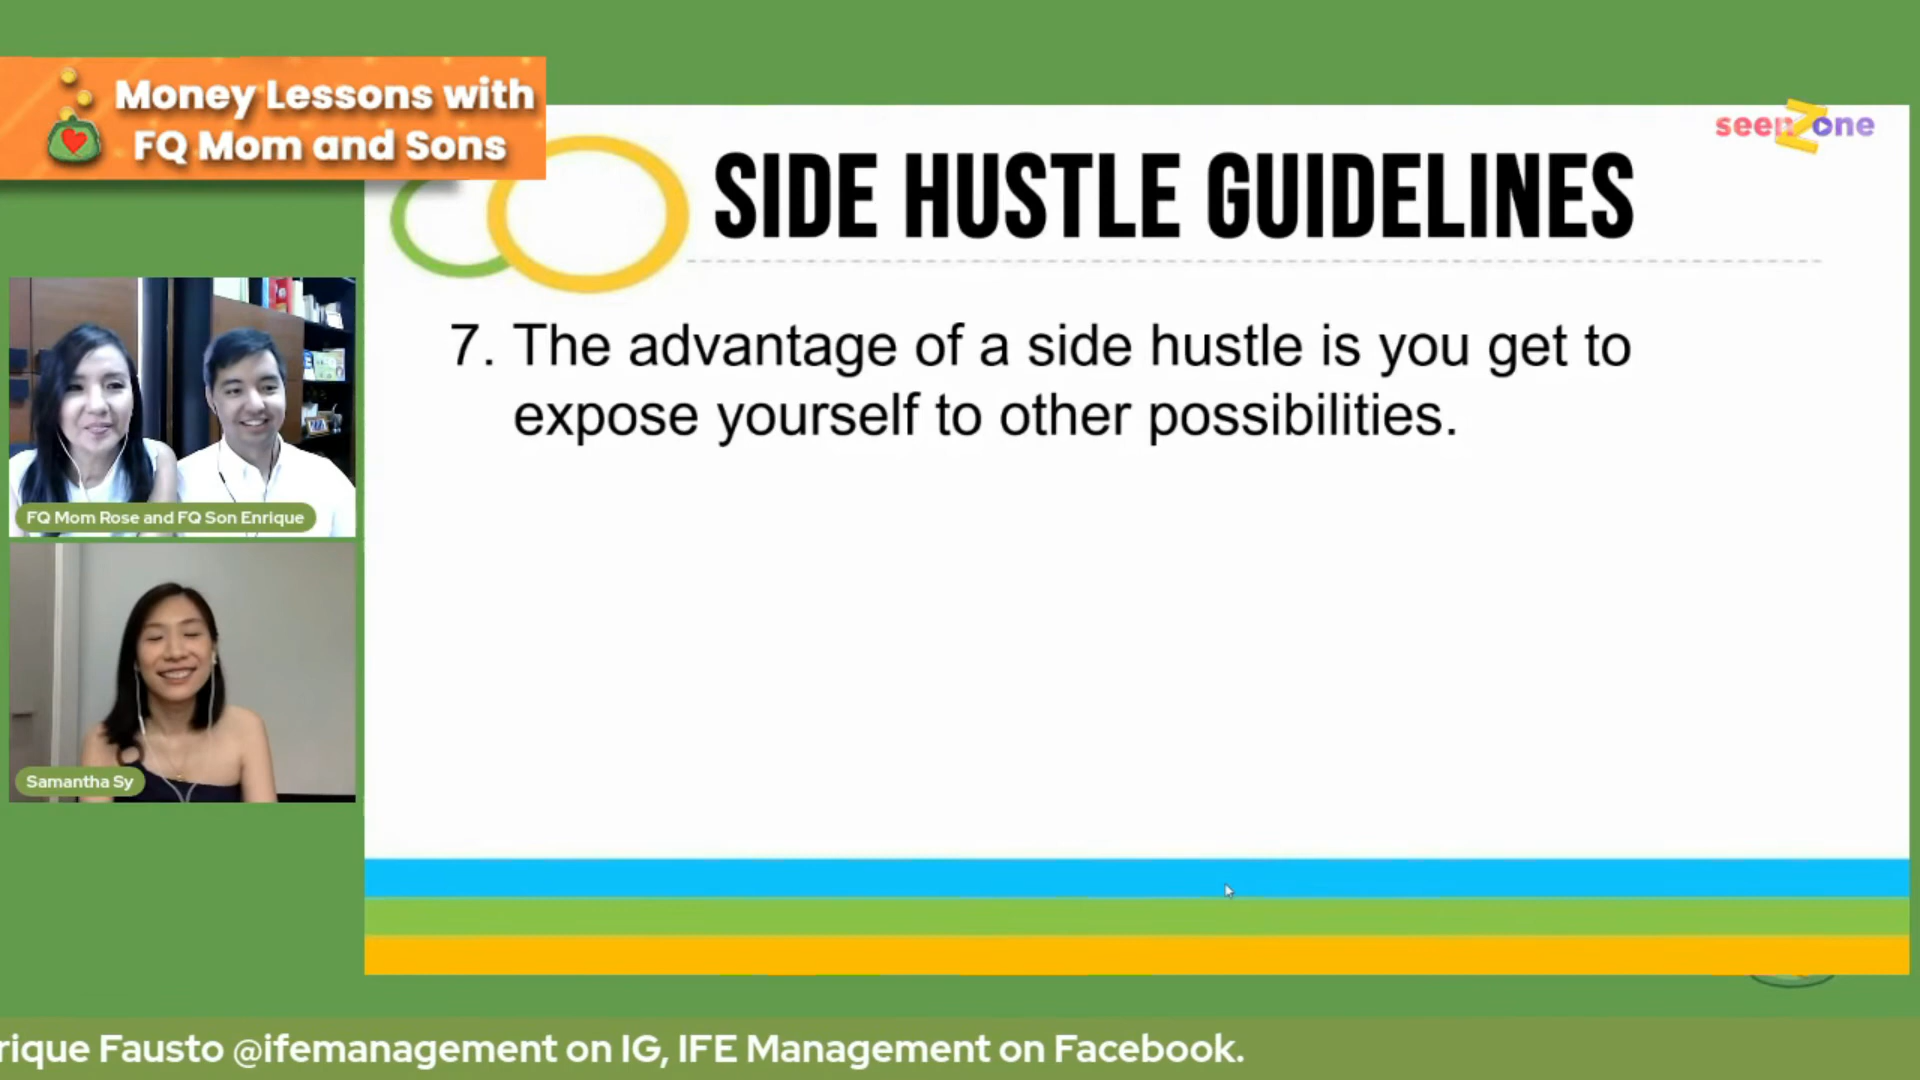 Money Lessons with
FQ Mom and Sons
seenZone
SIDE HUSTLE GUIDELINES
7. The advantage of a side hustle is you get to
expose yourself to other possibilities.
FQ Mom Rose and FQ Son Enrique
Samantha Sy
rique Fausto @ifemanagement on IG, IFE Management on Facebook.